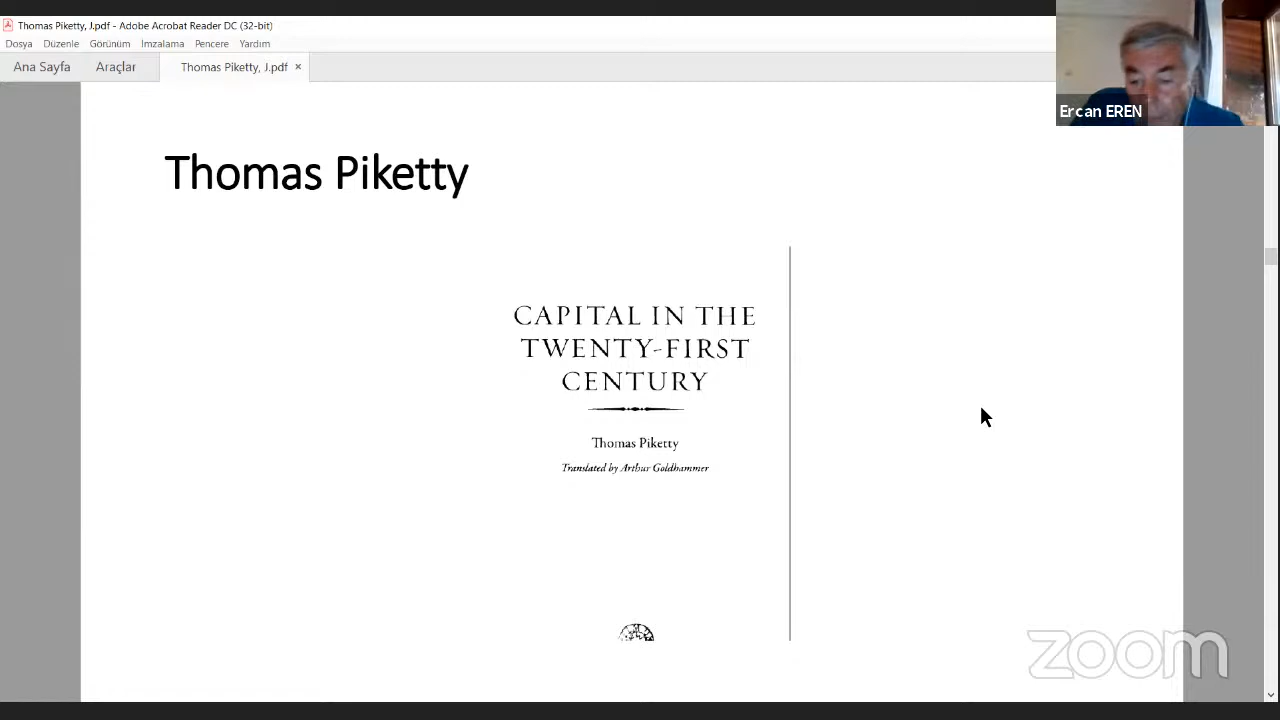 Thomas Piketty, J.pdf - Adobe Acrobat Reader DC (32-bit)
Dosya Düzenle Görünüm İmzalama Pencere Yardım
Ana Sayfa Araçlar Thomas Piketty, J.pdf ×
Ercan EREN
Thomas Piketty
CAPITAL IN THE
TWENTY-FIRST
CENTURY
Thomas Piketty
Translated by Arthur Goldhammer
zoom